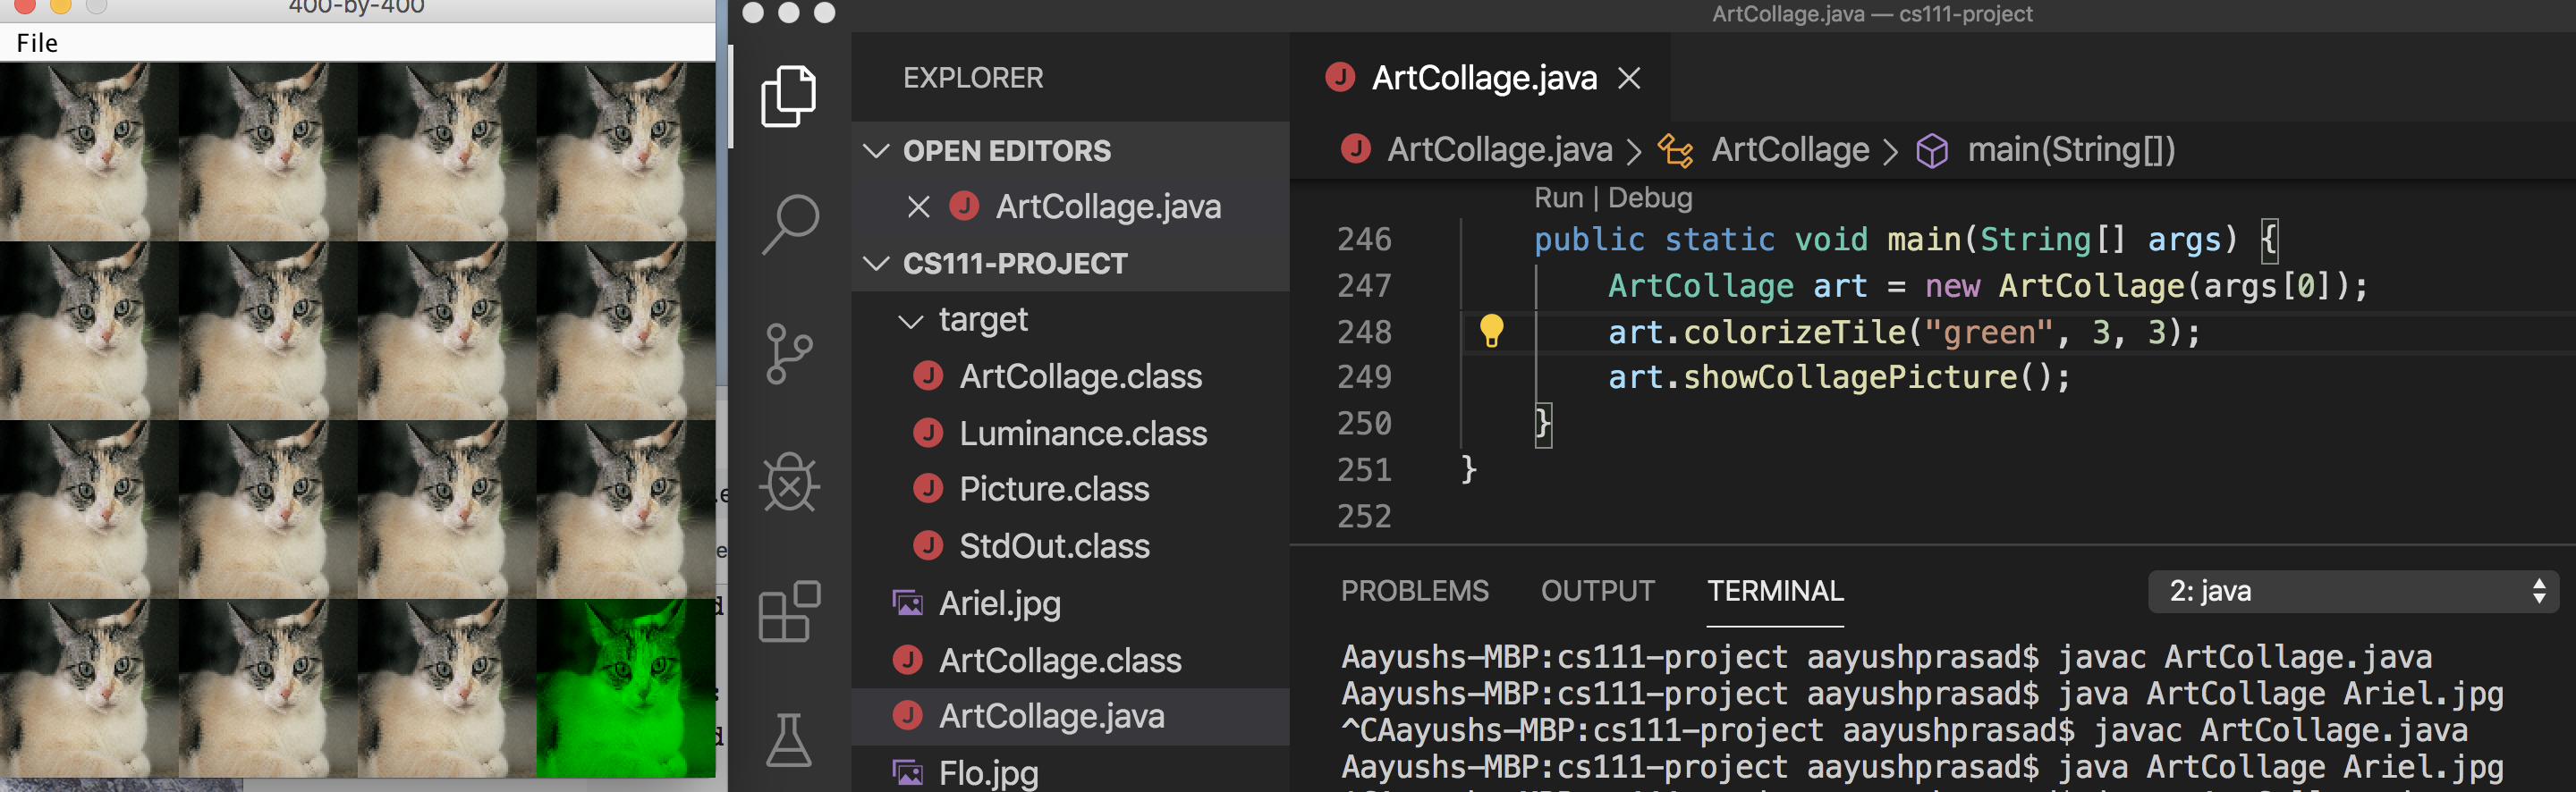 400-by-400
File
ArtCollage.java — cs111-project
EXPLORER
OPEN EDITORS
ArtCollage.java
CS111-PROJECT
target
ArtCollage.class
Luminance.class
Picture.class
StdOut.class
Ariel.jpg
ArtCollage.class
ArtCollage.java
Flo.jpg
ArtCollage.java
ArtCollage.java > ArtCollage > main(String[])
Run | Debug
246 public static void main(String[] args) {
247 ArtCollage art = new ArtCollage(args[0]);
248 art.colorizeTile("green", 3, 3);
249 art.showCollagePicture();
250 }
251 }
252
PROBLEMS OUTPUT TERMINAL 2: java
Aayushs-MBP:cs111-project aayushprasad$ javac ArtCollage.java
Aayushs-MBP:cs111-project aayushprasad$ java ArtCollage Ariel.jpg
^CAayushs-MBP:cs111-project aayushprasad$ javac ArtCollage.java
Aayushs-MBP:cs111-project aayushprasad$ java ArtCollage Ariel.jpg